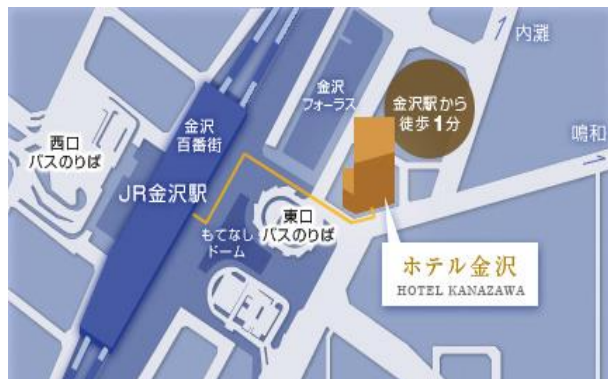 内灘
金沢
フォーラス
金沢駅から
徒歩1分
鳴和
金沢
百番街
西口
バスのりば
JR金沢駅
東口
バスのりば
もてなし
ドーム
ホテル金沢
HOTEL KANAZAWA